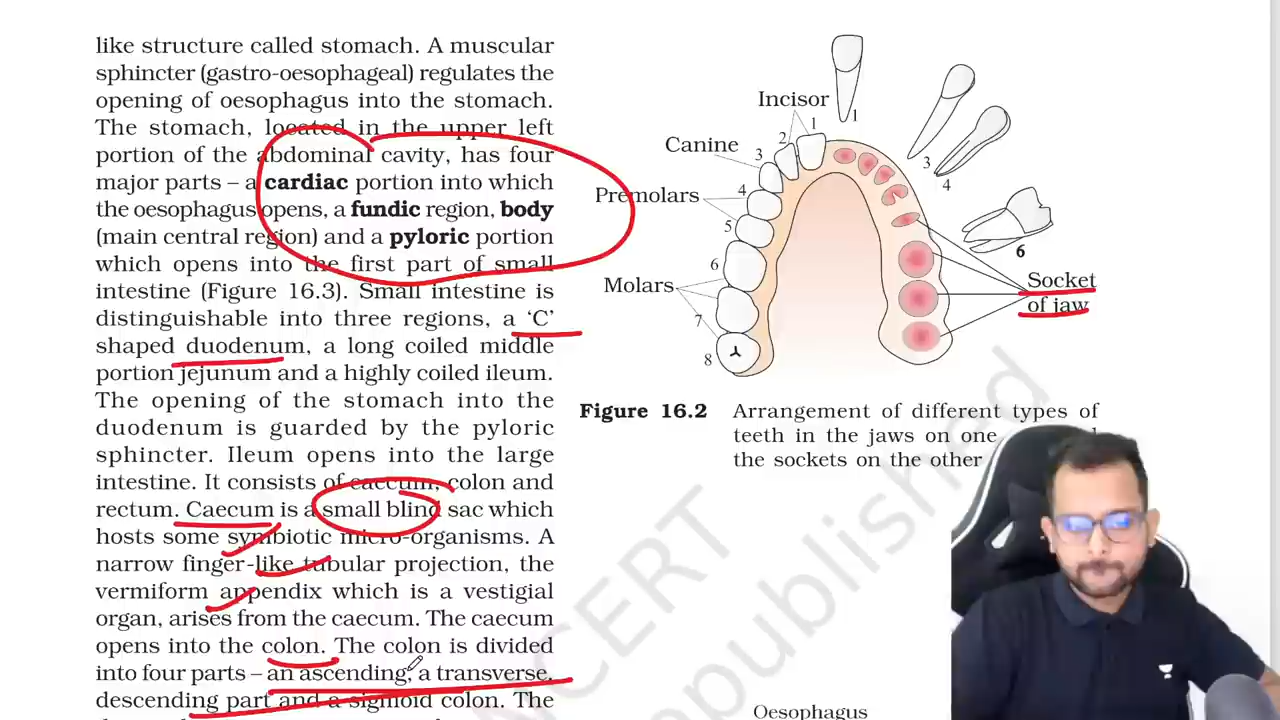 like structure called stomach. A muscular
sphincter (gastro-oesophageal) regulates the
opening of oesophagus into the stomach.
The stomach, located in the upper left
portion of the abdominal cavity, has four
major parts – a cardiac portion into which
the oesophagus opens, a fundic region, body
(main central region) and a pyloric portion
which opens into the first part of small
intestine (Figure 16.3). Small intestine is
distinguishable into three regions, a ‘C’
shaped duodenum, a long coiled middle
portion jejunum and a highly coiled ileum.
The opening of the stomach into the
duodenum is guarded by the pyloric
sphincter. Ileum opens into the large
intestine. It consists of caecum, colon and
rectum. Caecum is a small blind sac which
hosts some symbiotic micro-organisms. A
narrow finger-like tubular projection, the
vermiform appendix which is a vestigial
organ, arises from the caecum. The caecum
opens into the colon. The colon is divided
into four parts – an ascending, a transverse,
descending part and a sigmoid colon. The
Incisor
Canine
Premolars
Molars
1
2
3
4
5
6
7
8
1
3
4
6
Socket
of jaw
Figure 16.2 Arrangement of different types of
teeth in the jaws on one
the sockets on the other
NCERT
republished
Oesophagus